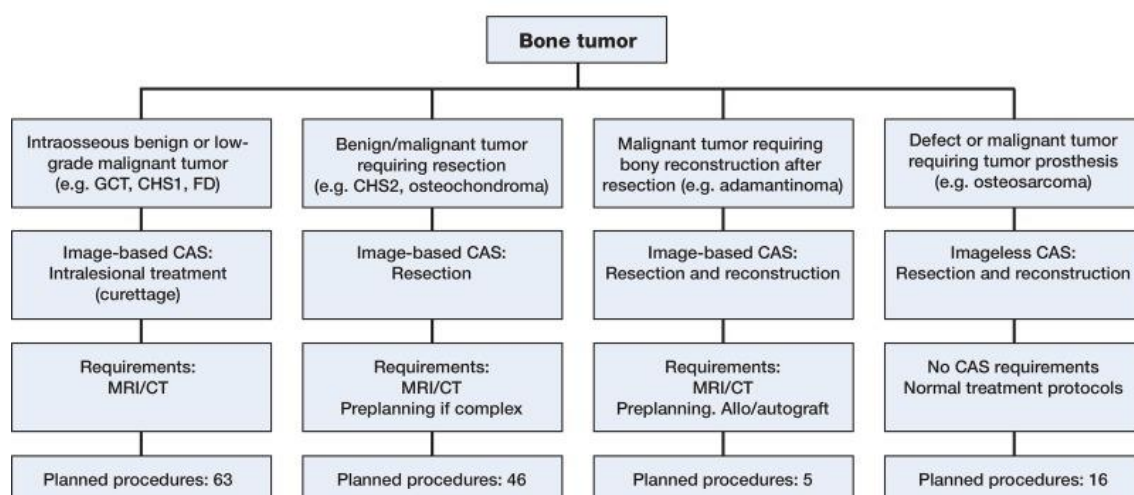 Bone tumor
Intraosseous benign or low-
grade malignant tumor
(e.g. GCT, CHS1, FD)
Benign/malignant tumor
requiring resection
(e.g. CHS2, osteochondroma)
Malignant tumor requiring
bony reconstruction after
resection (e.g. adamantinoma)
Defect or malignant tumor
requiring tumor prosthesis
(e.g. osteosarcoma)
Image-based CAS:
Intralesional treatment
(curettage)
Image-based CAS:
Resection
Image-based CAS:
Resection and reconstruction
Imageless CAS:
Resection and reconstruction
Requirements:
MRI/CT
Requirements:
MRI/CT
Preplanning if complex
Requirements:
MRI/CT
Preplanning. Allo/autograft
No CAS requirements
Normal treatment protocols
Planned procedures: 63
Planned procedures: 46
Planned procedures: 5
Planned procedures: 16